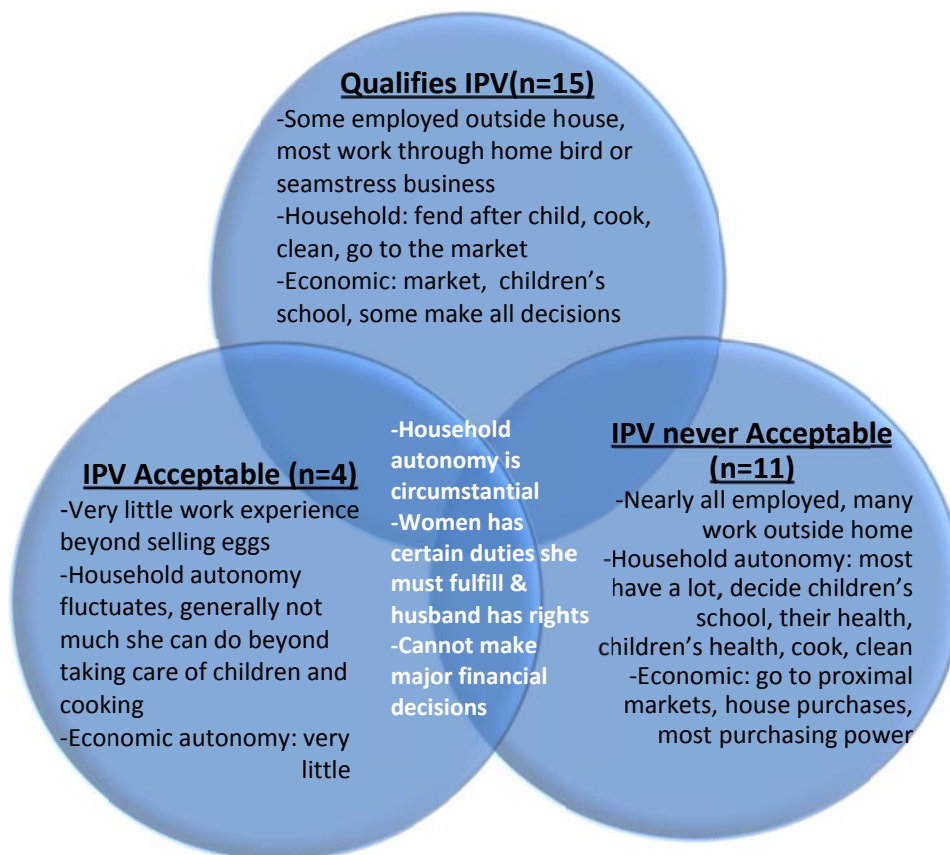 Qualifies IPV(n=15)
-Some employed outside house,
most work through home bird or
seamstress business
-Household: fend after child, cook,
clean, go to the market
-Economic: market, children's
school, some make all decisions
IPV Acceptable (n=4)
-Very little work experience
beyond selling eggs
-Household autonomy
fluctuates, generally not
much she can do beyond
taking care of children and
cooking
-Economic autonomy: very
little
-Household
autonomy is
circumstantial
-Women has
certain duties she
must fulfill &
husband has rights
-Cannot make
major financial
decisions
IPV never Acceptable
(n=11)
-Nearly all employed, many
work outside home
-Household autonomy: most
have a lot, decide children's
school, their health,
children's health, cook, clean
-Economic: go to proximal
markets, house purchases,
most purchasing power